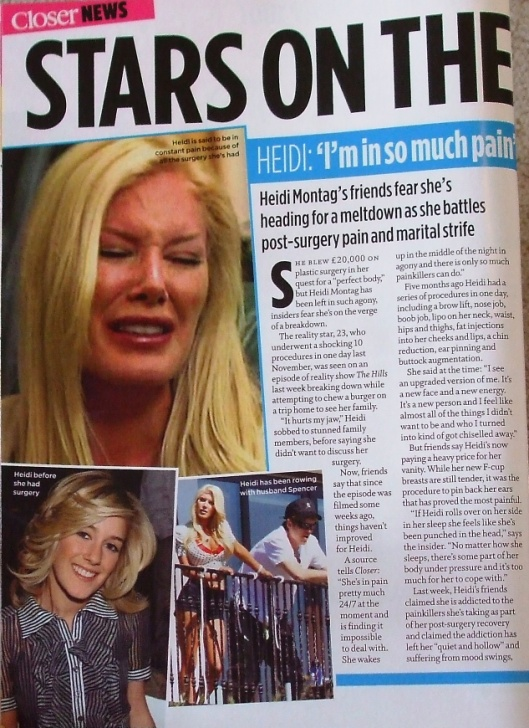 Closer NEWS
STARS ON THE
Heidi is said to be in
constant pain because of
all the surgery she's had
HEIDI: 'I'm in so much pain'
Heidi Montag's friends fear she's
heading for a meltdown as she battles
post-surgery pain and marital strife
SHE BLEW £20,000 ON
plastic surgery in her
quest for a "perfect body,"
but Heidi Montag has
been left in such agony,
insiders fear she's on the verge
of a breakdown.
The reality star, 23, who
underwent a shocking 10
procedures in one day last
November, was seen on an
episode of reality show The Hills
last week breaking down while
attempting to chew a burger on
a trip home to see her family.
"It hurts my jaw," Heidi
sobbed to stunned family
members, before saying she
didn't want to discuss her
surgery.
Now, friends
say that since
the episode was
filmed some
weeks ago,
things haven't
improved
for Heidi.
A source
tells Closer:
"She's in pain
pretty much
24/7 at the
moment and
is finding it
impossible
to deal with.
She wakes
up in the middle of the night in
agony and there is only so much
painkillers can do."
Five months ago Heidi had a
series of procedures in one day,
including a brow lift, nose job,
boob job, lipo on her neck, waist,
hips and thighs, fat injections
into her cheeks and lips, a chin
reduction, ear pinning and
buttock augmentation.
She said at the time: "I see
an upgraded version of me. It's
a new face and a new energy.
It's a new person and I feel like
almost all of the things I didn't
want to be and who I turned
into kind of got chiselled away."
But friends say Heidi's now
paying a heavy price for her
vanity. While her new F-cup
breasts are still tender, it was the
procedure to pin back her ears
that has proved the most painful.
"If Heidi rolls over on her side
in her sleep she feels like she's
been punched in the head," says
the insider. "No matter how she
sleeps, there's some part of her
body under pressure and it's too
much for her to cope with."
Last week, Heidi's friends
claimed she is addicted to the
painkillers she's taking as part
of her post-surgery recovery
and claimed the addiction has
left her "quiet and hollow" and
suffering from mood swings,
Heidi before
she had
surgery
Heidi has been rowing
with husband Spencer